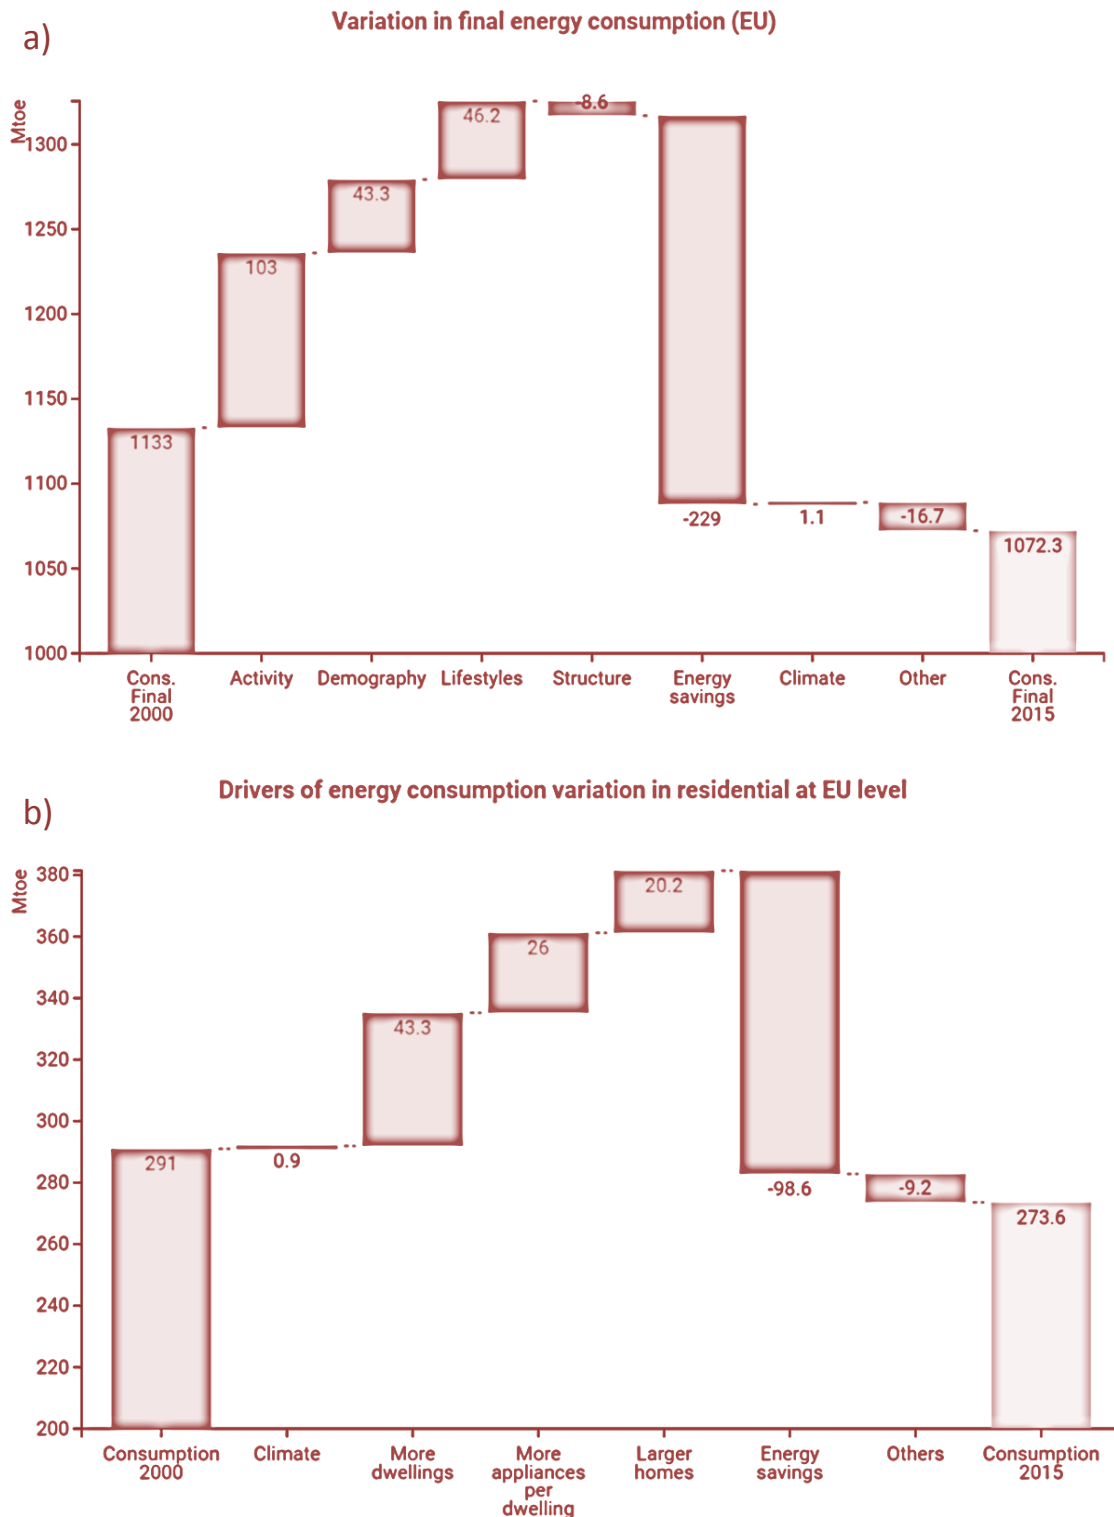 Variation in final energy consumption (EU)
a)
Mtoe
1300
1250
1200
1150
1100
1050
1000
1133
103
43.3
46.2
-8.6
-229
1.1
-16.7
1072.3
Cons.
Final
2000
Activity
Demography
Lifestyles
Structure
Energy
savings
Climate
Other
Cons.
Final
2015
Drivers of energy consumption variation in residential at EU level
b)
Mtoe
380
360
340
320
300
280
260
240
220
200
291
0.9
43.3
26
20.2
-98.6
-9.2
273.6
Consumption
2000
Climate
More
dwellings
More
appliances
per
dwelling
Larger
homes
Energy
savings
Others
Consumption
2015